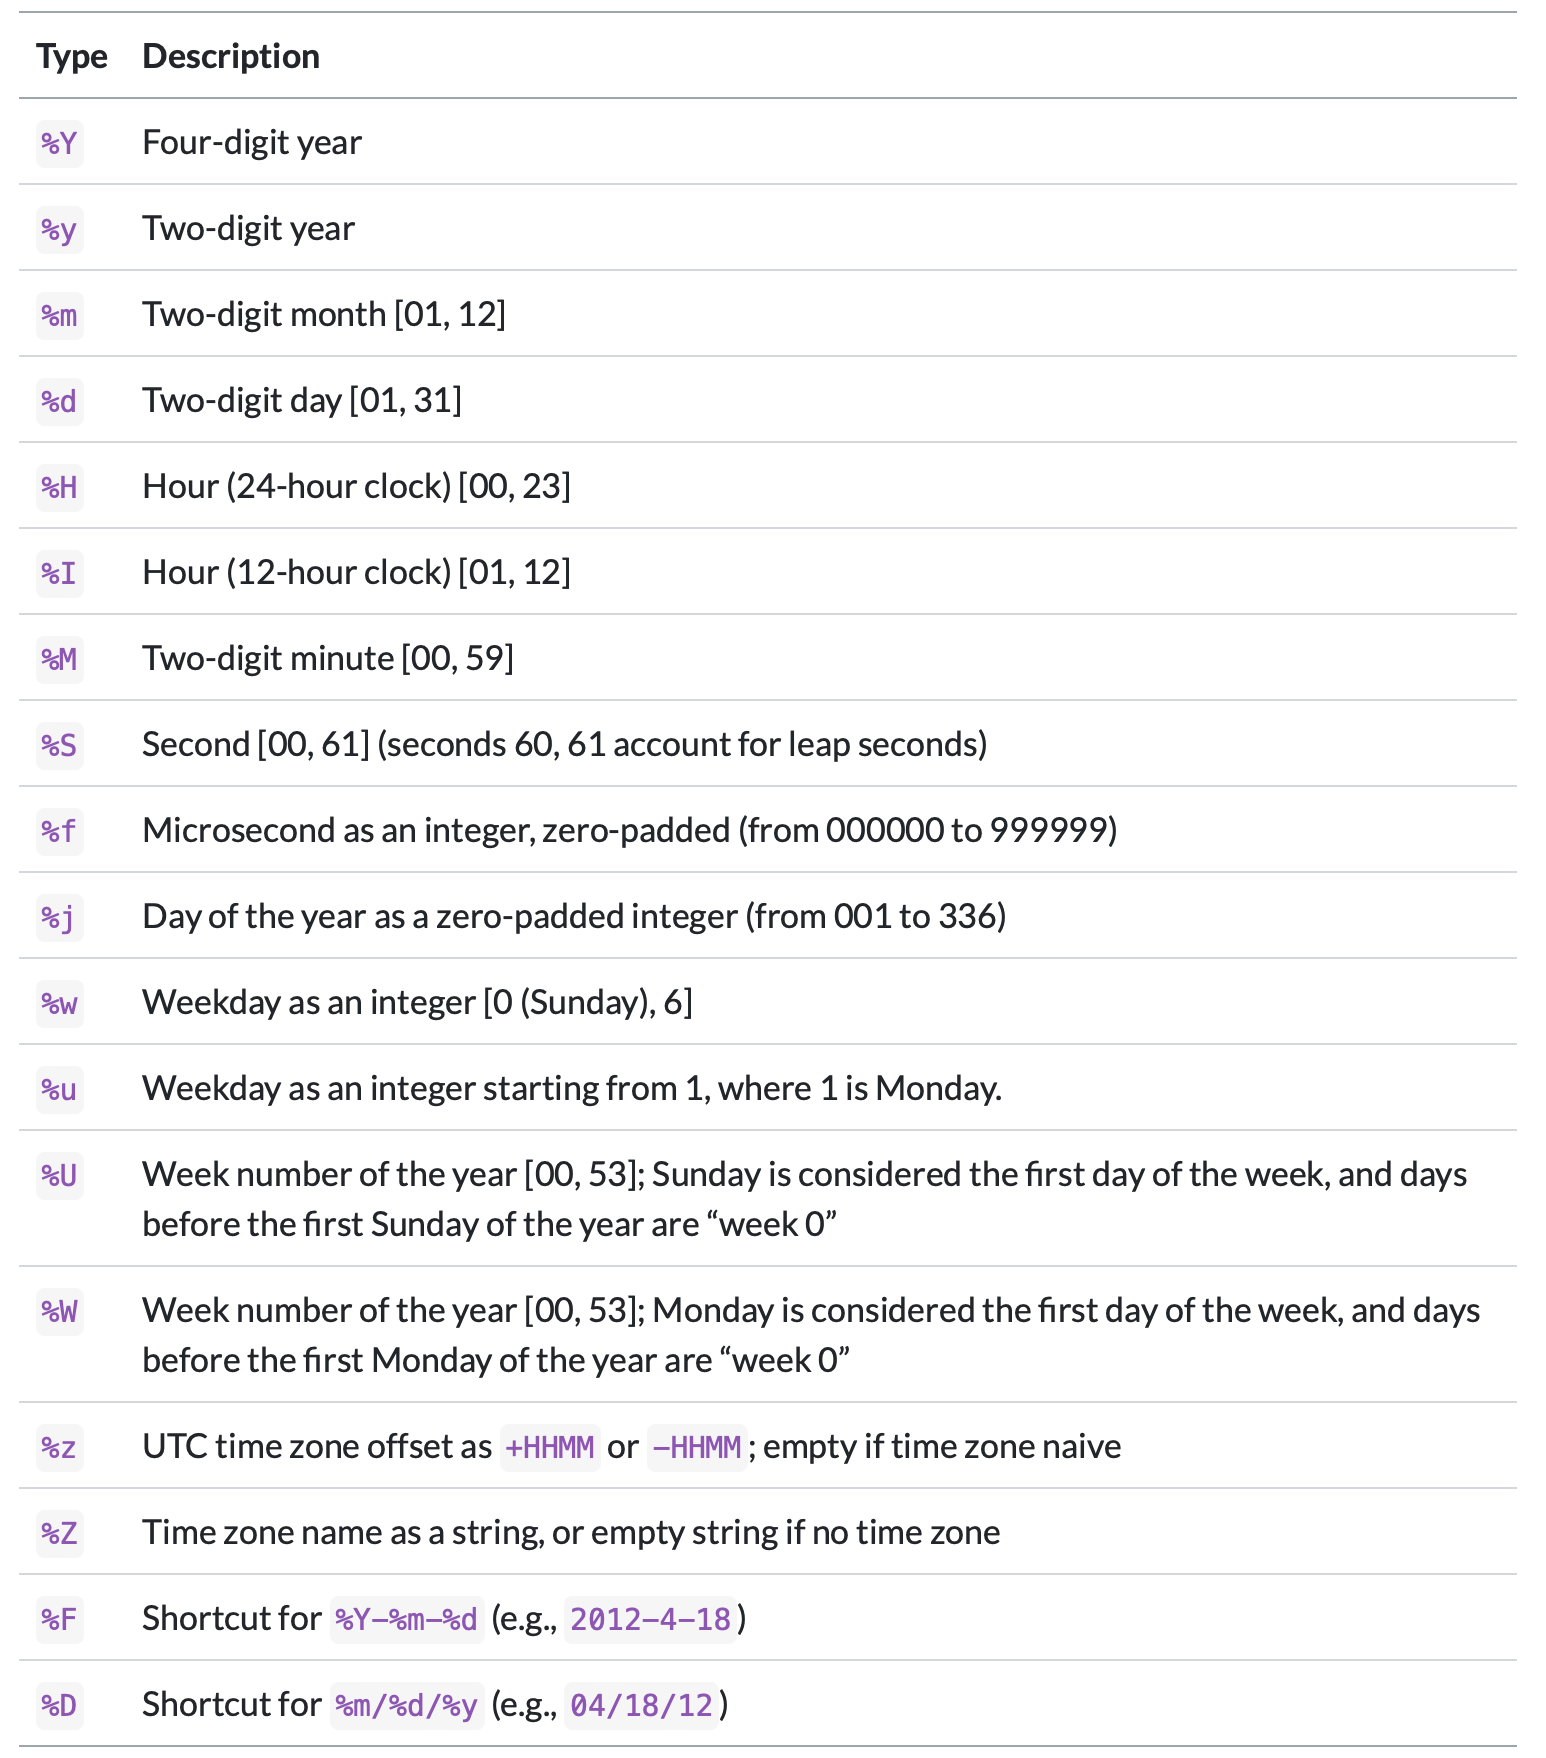 Type Description
%Y Four-digit year
%y Two-digit year
%m Two-digit month [01, 12]
%d Two-digit day [01, 31]
%H Hour (24-hour clock) [00, 23]
%I Hour (12-hour clock) [01, 12]
%M Two-digit minute [00, 59]
%S Second [00, 61] (seconds 60, 61 account for leap seconds)
%f Microsecond as an integer, zero-padded (from 000000 to 999999)
%j Day of the year as a zero-padded integer (from 001 to 336)
%w Weekday as an integer [0 (Sunday), 6]
%u Weekday as an integer starting from 1, where 1 is Monday.
%U Week number of the year [00, 53]; Sunday is considered the first day of the week, and days
before the first Sunday of the year are “week 0”
%W Week number of the year [00, 53]; Monday is considered the first day of the week, and days
before the first Monday of the year are “week 0”
%z UTC time zone offset as +HHMM or -HHMM; empty if time zone naive
%Z Time zone name as a string, or empty string if no time zone
%F Shortcut for %Y-%m-%d (e.g., 2012-4-18)
%D Shortcut for %m/%d/%y (e.g., 04/18/12)